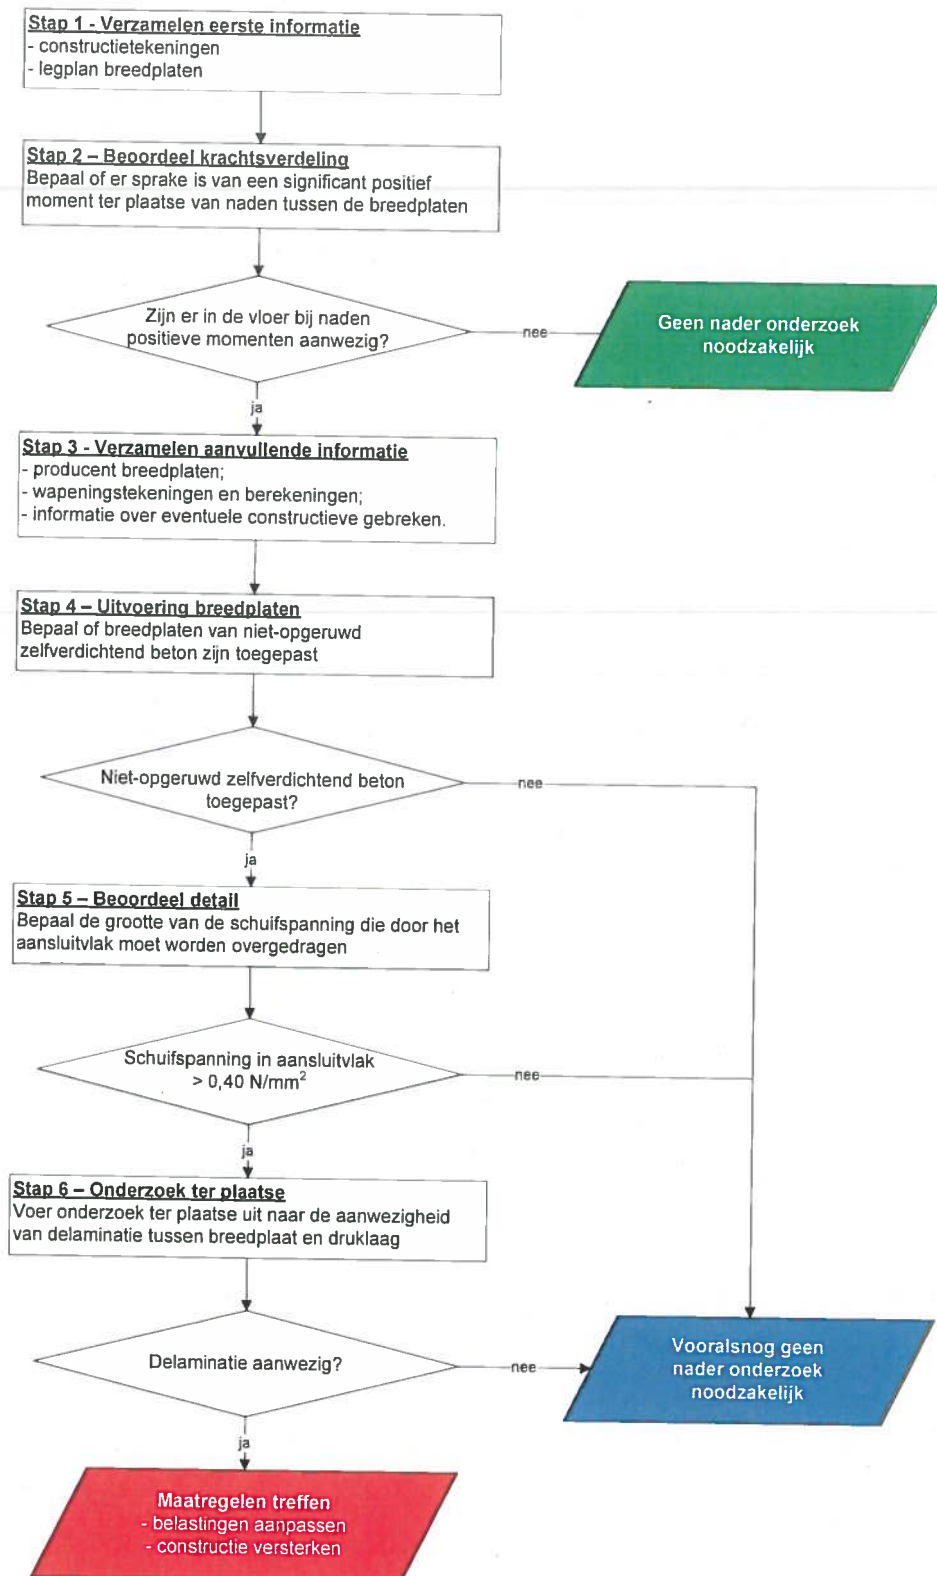 Stap 1 - Verzamelen eerste informatie
- constructietekeningen
- legplan breedplaten
Stap 2 – Beoordeel krachtsverdeling
Bepaal of er sprake is van een significant positief
moment ter plaatse van naden tussen de breedplaten
Zijn er in de vloer bij naden
positieve momenten aanwezig?
nee
Geen nader onderzoek
noodzakelijk
ja
Stap 3 - Verzamelen aanvullende informatie
- producent breedplaten;
- wapeningstekeningen en berekeningen;
- informatie over eventuele constructieve gebreken.
Stap 4 – Uitvoering breedplaten
Bepaal of breedplaten van niet-opgeruwd
zelfverdichtend beton zijn toegepast
Niet-opgeruwd zelfverdichtend beton
toegepast?
nee
ja
Stap 5 – Beoordeel detail
Bepaal de grootte van de schuifspanning die door het
aansluitvlak moet worden overgedragen
Schuifspanning in aansluitvlak
> 0,40 N/mm²
nee
ja
Stap 6 – Onderzoek ter plaatse
Voer onderzoek ter plaatse uit naar de aanwezigheid
van delaminatie tussen breedplaat en druklaag
Delaminatie aanwezig?
nee
Vooralsnog geen
nader onderzoek
noodzakelijk
ja
Maatregelen treffen
- belastingen aanpassen
- constructie versterken